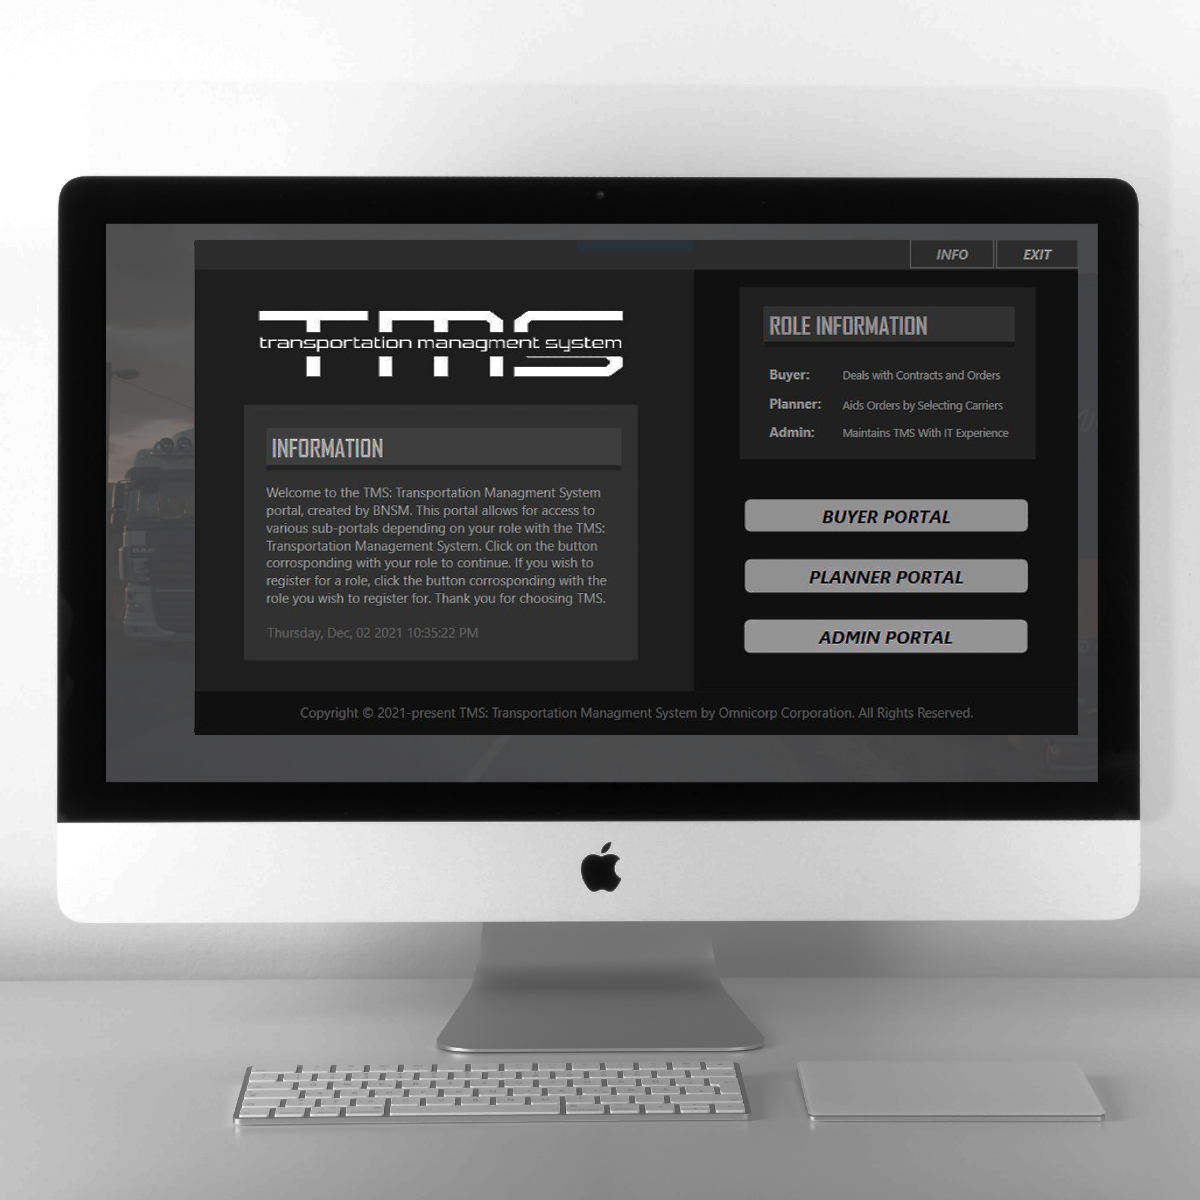 INFO EXIT
TMS
transportation managment system
INFORMATION
Welcome to the TMS: Transportation Managment System
portal, created by BNSM. This portal allows for access to
various sub-portals depending on your role with the TMS:
Transportation Management System. Click on the button
corrosponding with your role to continue. If you wish to
register for a role, click the button corrosponding with the
role you wish to register for. Thank you for choosing TMS.
Thursday, Dec, 02 2021 10:35:22 PM
ROLE INFORMATION
Buyer: Deals with Contracts and Orders
Planner: Aids Orders by Selecting Carriers
Admin: Maintains TMS With IT Experience
BUYER PORTAL
PLANNER PORTAL
ADMIN PORTAL
Copyright © 2021-present TMS: Transportation Managment System by Omnicorp Corporation. All Rights Reserved.